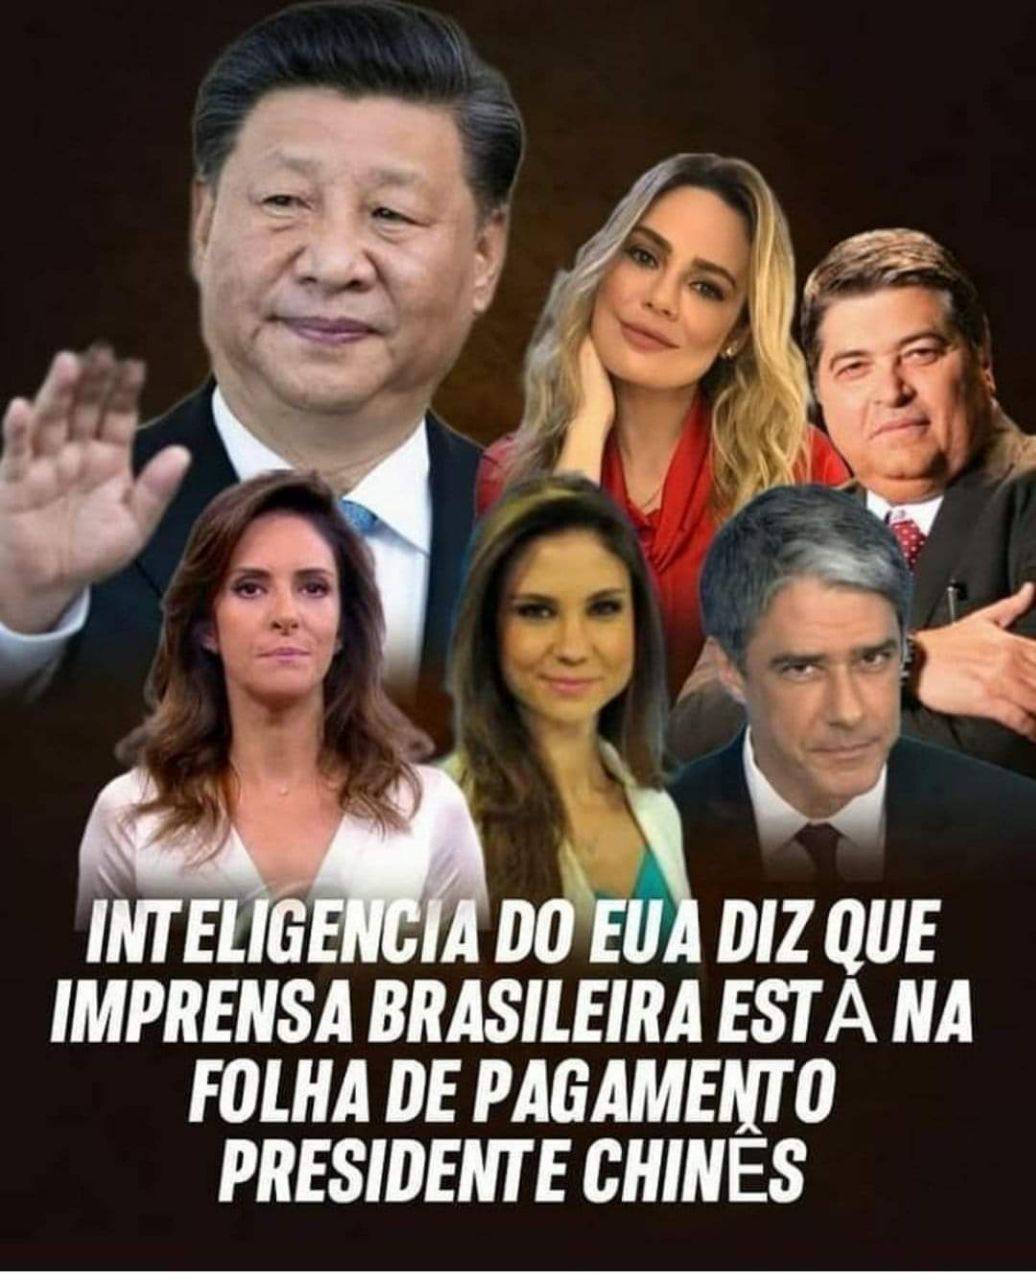 INTELIGENCIA DO EUA DIZ QUE
IMPRENSA BRASILEIRA ESTÁ NA
FOLHA DE PAGAMENTO
PRESIDENTE CHINÊS